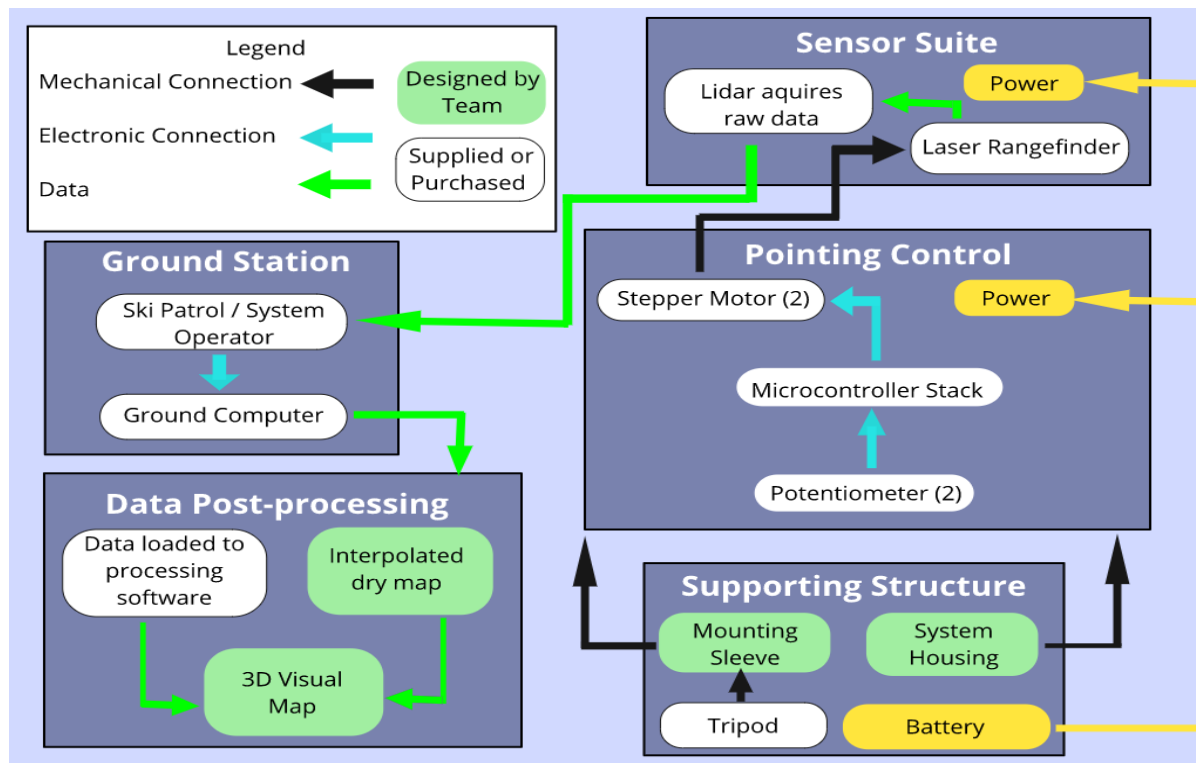 Legend
Mechanical Connection
Electronic Connection
Data
Designed by
Team
Supplied or
Purchased
Sensor Suite
Lidar aquires
raw data
Power
Laser Rangefinder
Ground Station
Ski Patrol / System
Operator
Ground Computer
Pointing Control
Stepper Motor (2)
Power
Microcontroller Stack
Potentiometer (2)
Data Post-processing
Data loaded to
processing
software
Interpolated
dry map
3D Visual
Map
Supporting Structure
Mounting
Sleeve
System
Housing
Tripod
Battery